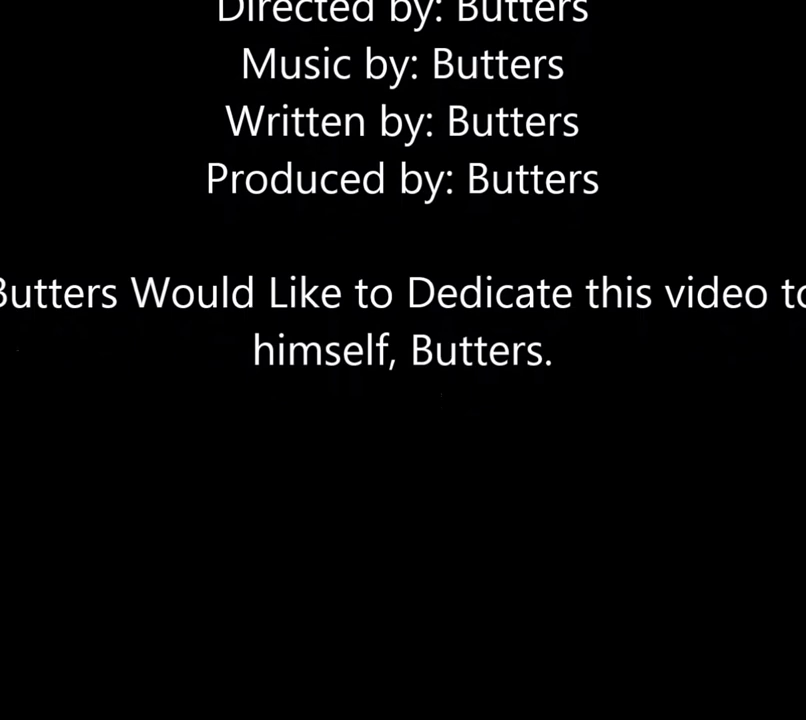 Directed by: Butters
Music by: Butters
Written by: Butters
Produced by: Butters
Butters Would Like to Dedicate this video to
himself, Butters.